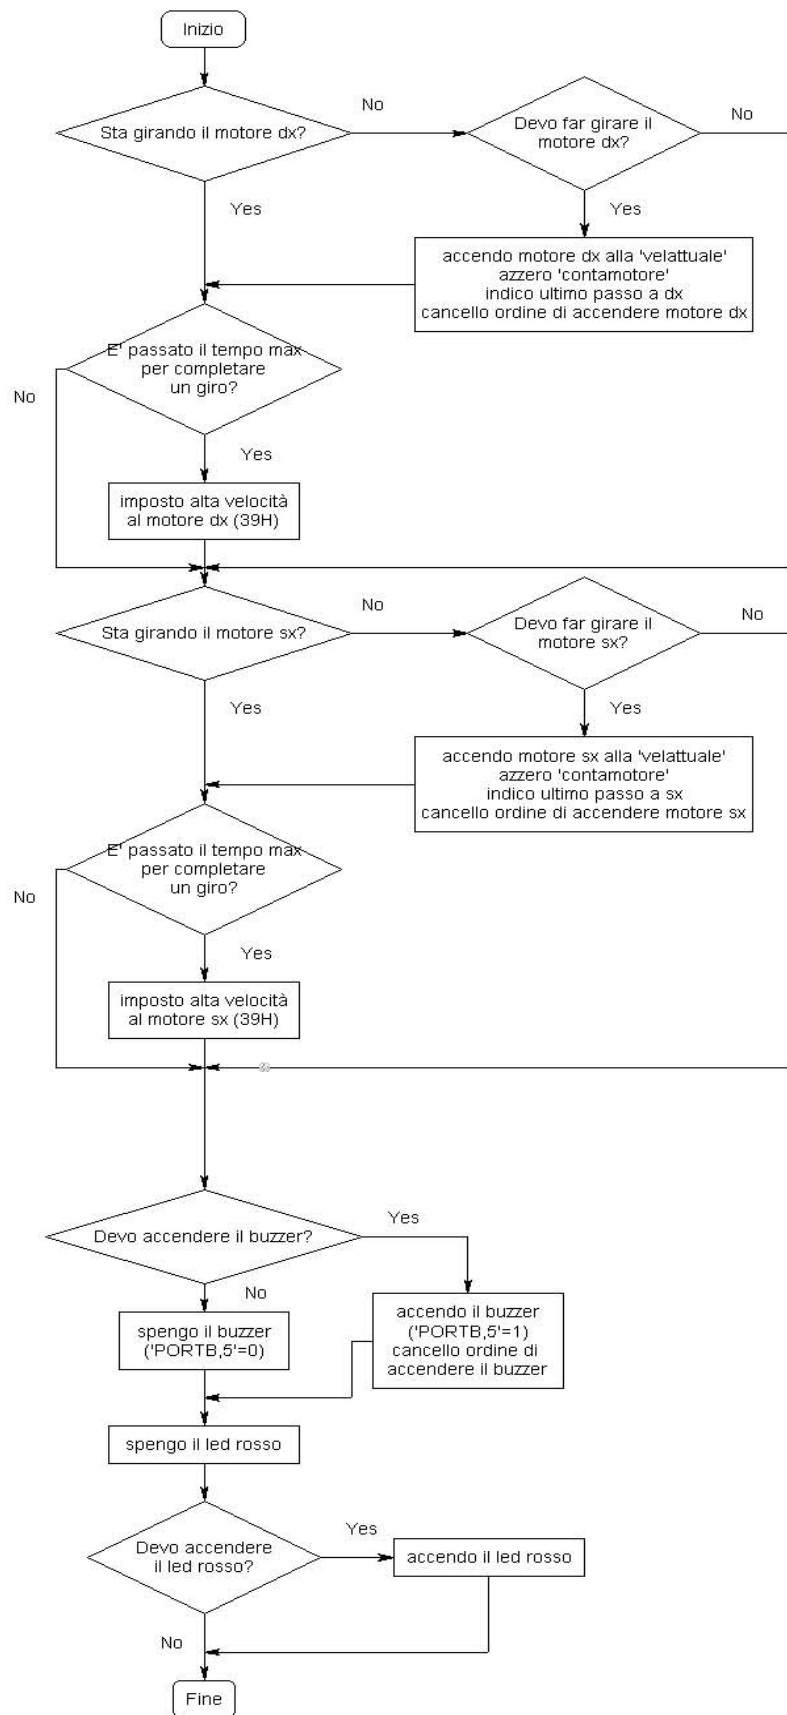 Inizio
No
No
Sta girando il motore dx?
Devo far girare il
motore dx?
Yes
Yes
accendo motore dx alla 'velattuale'
azzero 'contamotore'
indico ultimo passo a dx
cancello ordine di accendere motore dx
E' passato il tempo max
per completare
un giro?
No
Yes
imposto alta velocità
al motore dx (39H)
No
No
Sta girando il motore sx?
Devo far girare il
motore sx?
Yes
Yes
accendo motore sx alla 'velattuale'
azzero 'contamotore'
indico ultimo passo a sx
cancello ordine di accendere motore sx
E' passato il tempo max
per completare
un giro?
No
Yes
imposto alta velocità
al motore sx (39H)
Devo accendere il buzzer?
Yes
No
spengo il buzzer
('PORTB,5'=0)
accendo il buzzer
('PORTB,5'=1)
cancello ordine di
accendere il buzzer
spengo il led rosso
Devo accendere
il led rosso?
Yes
accendo il led rosso
No
Fine